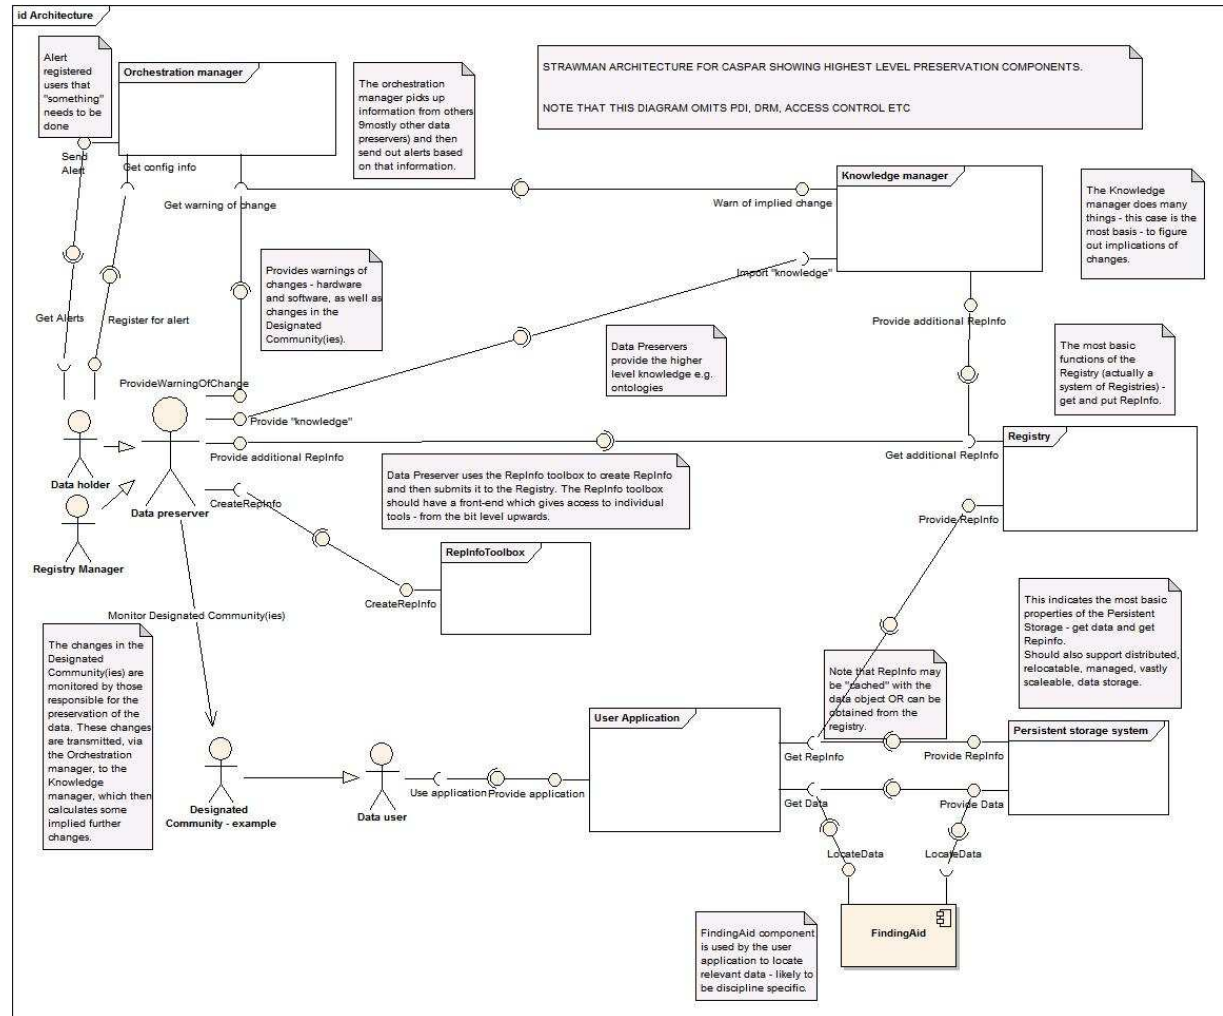 id Architecture
Alert
registered
users that
"something"
needs to be
done
Orchestration manager
The orchestration
manager picks up
information from others
9mostly other data
preservers) and then
send out alerts based
on that information.
STRAWMAN ARCHITECTURE FOR CASPAR SHOWING HIGHEST LEVEL PRESERVATION COMPONENTS.
NOTE THAT THIS DIAGRAM OMITS PDI, DRM, ACCESS CONTROL ETC
Send
Alert
Get config info
Get warning of change
Warn of implied change
Knowledge manager
The Knowledge
manager does many
things - this case is the
most basis - to figure
out implications of
changes.
Provides warnings of
changes - hardware
and software, as well as
changes in the
Designated
Community(ies).
Import "knowledge"
Get Alerts
Register for alert
Provide additional RepInfo
Data Preservers
provide the higher
level knowledge e.g.
ontologies
The most basic
functions of the
Registry (actually a
system of Registries) -
get and put RepInfo.
ProvideWarningOfChange
Provide "knowledge"
Provide additional RepInfo
Get additional RepInfo
Registry
Data holder
Data preserver
CreateRepInfo
Data Preserver uses the RepInfo toolbox to create RepInfo
and then submits it to the Registry. The RepInfo toolbox
should have a front-end which gives access to individual
tools - from the bit level upwards.
Provide RepInfo
Registry Manager
RepInfoToolbox
CreateRepInfo
Monitor Designated Community(ies)
This indicates the most basic
properties of the Persistent
Storage - get data and get
Repinfo.
Should also support distributed,
relocatable, managed, vastly
scaleable, data storage.
The changes in the
Designated
Community(ies) are
monitored by those
responsible for the
preservation of the
data. These changes
are transmitted, via
the Orchestration
manager, to the
Knowledge
manager, which then
calculates some
implied further
changes.
Note that RepInfo may
be "cached" with the
data object OR can be
obtained from the
registry.
User Application
Persistent storage system
Get RepInfo
Provide RepInfo
Designated
Community - example
Data user
Use application
Provide application
Get Data
Provide Data
LocateData
LocateData
FindingAid
FindingAid component
is used by the user
application to locate
relevant data - likely to
be discipline specific.